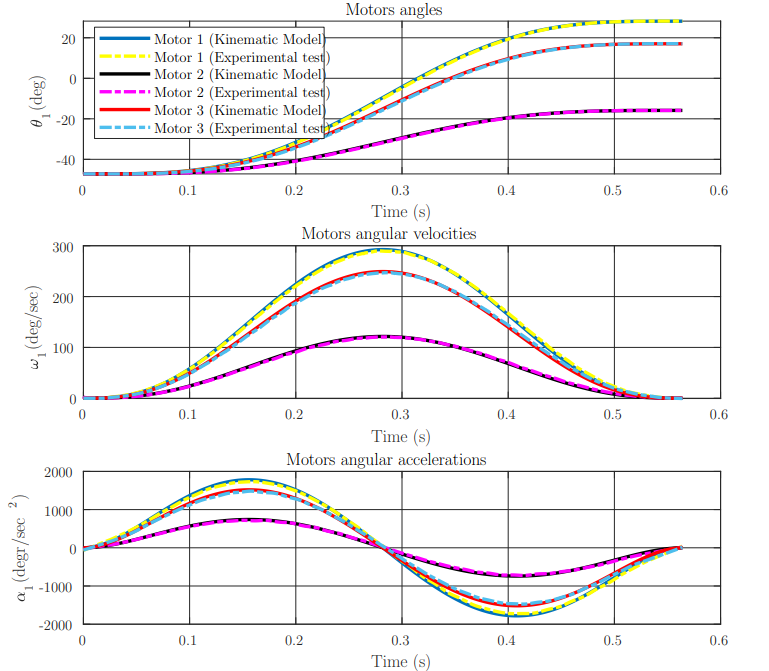 Motors angles
20
0
-20
-40
θ1(deg)
Motor 1 (Kinematic Model)
Motor 1 (Experimental test)
Motor 2 (Kinematic Model)
Motor 2 (Experimental test)
Motor 3 (Kinematic Model)
Motor 3 (Experimental test)
0 0.1 0.2 0.3 0.4 0.5 0.6
Time (s)
Motors angular velocities
300
200
100
0
ω1(deg/sec)
0 0.1 0.2 0.3 0.4 0.5 0.6
Time (s)
Motors angular accelerations
2000
1000
0
-1000
-2000
α1(degr/sec 2)
0 0.1 0.2 0.3 0.4 0.5 0.6
Time (s)